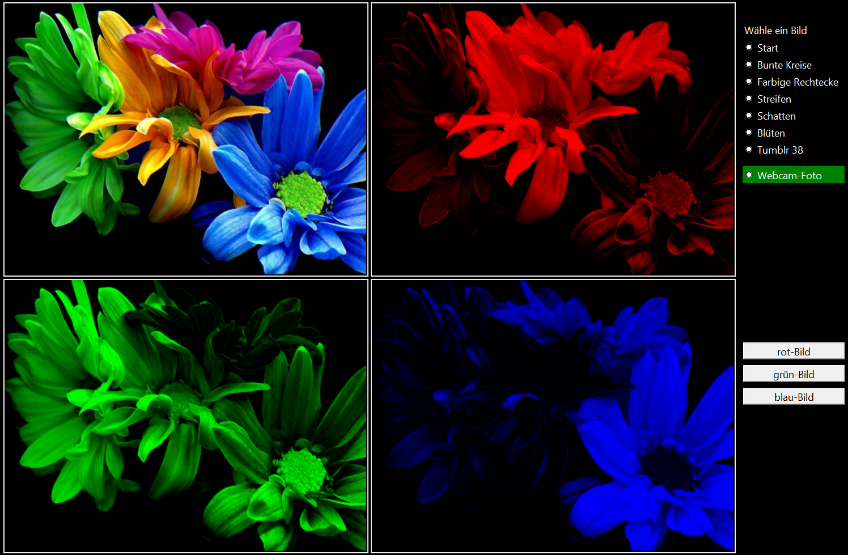 Wähle ein Bild
Start
Bunte Kreise
Farbige Rechtecke
Streifen
Schatten
Blüten
Tumblr 38
Webcam-Foto
rot-Bild
grün-Bild
blau-Bild